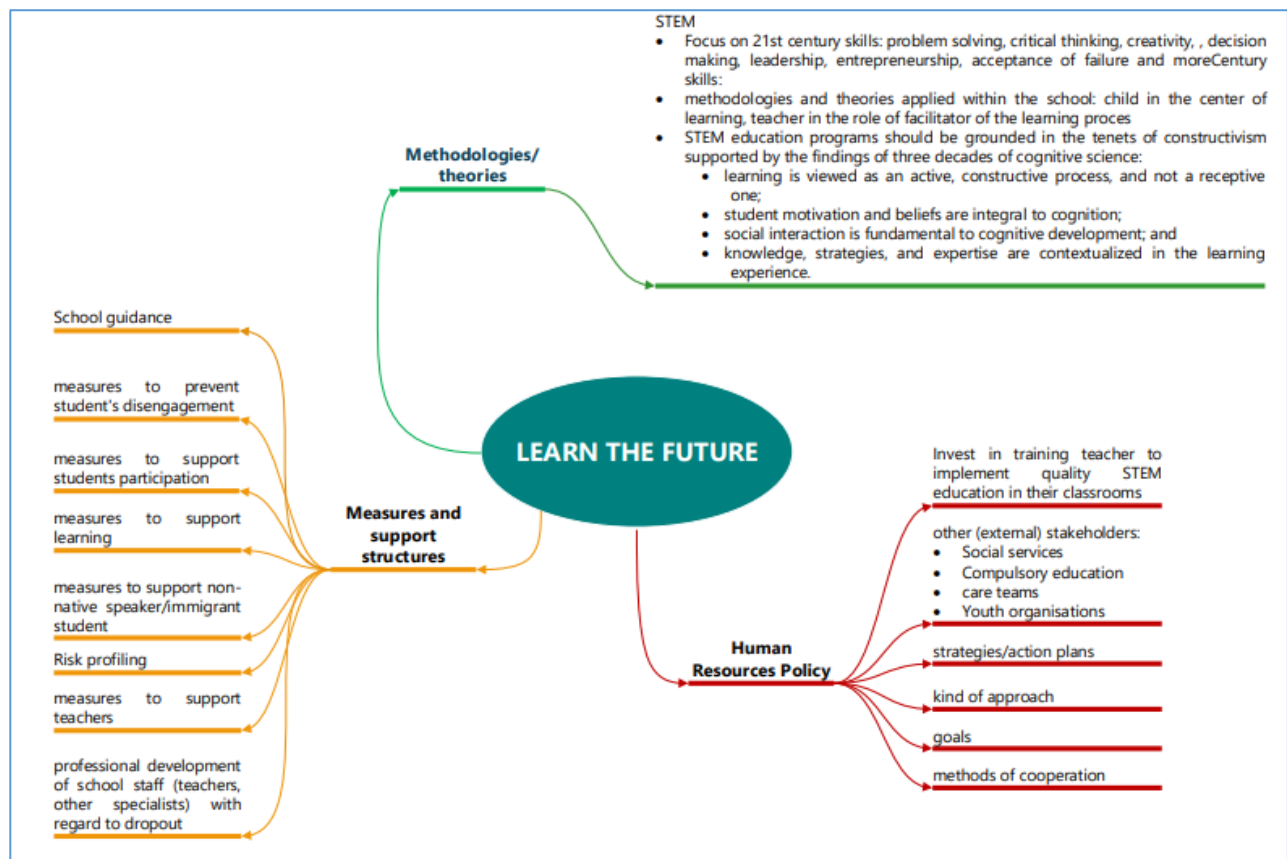 STEM
• Focus on 21st century skills: problem solving, critical thinking, creativity, , decision
making, leadership, entrepreneurship, acceptance of failure and moreCentury
skills:
• methodologies and theories applied within the school: child in the center of
learning, teacher in the role of facilitator of the learning proces
• STEM education programs should be grounded in the tenets of constructivism
supported by the findings of three decades of cognitive science:
• learning is viewed as an active, constructive process, and not a receptive
one;
• student motivation and beliefs are integral to cognition;
• social interaction is fundamental to cognitive development; and
• knowledge, strategies, and expertise are contextualized in the learning
experience.
Methodologies/
theories
LEARN THE FUTURE
Measures and
support
structures
School guidance
measures to prevent
student's disengagement
measures to support
students participation
measures to support
learning
measures to support non-
native speaker/immigrant
student
Risk profiling
measures to support
teachers
professional development
of school staff (teachers,
other specialists) with
regard to dropout
Human
Resources Policy
Invest in training teacher to
implement quality STEM
education in their classrooms
other (external) stakeholders:
• Social services
• Compulsory education
• care teams
• Youth organisations
strategies/action plans
kind of approach
goals
methods of cooperation